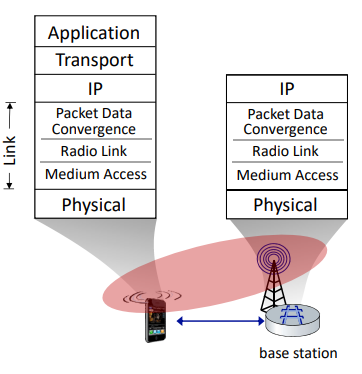 Application
Transport
IP
Packet Data
Convergence
Radio Link
Medium Access
Physical
Link
IP
Packet Data
Convergence
Radio Link
Medium Access
Physical
base station